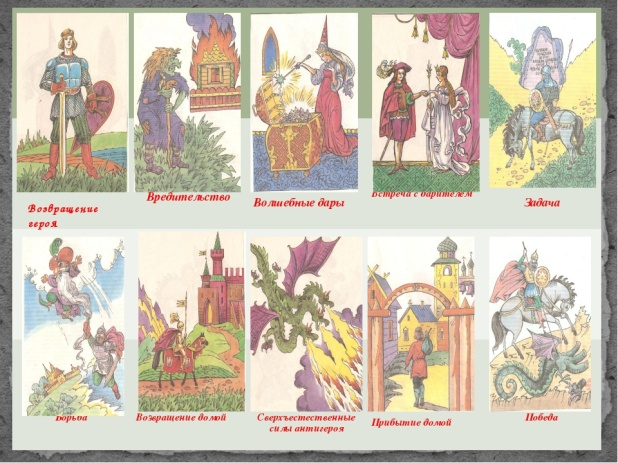 Возвращение
героя
Вредительство
Волшебные дары
Встреча с дарителем
Задача
Борьба
Возвращение домой
Сверхъестественные
силы антигероя
Прибытие домой
Победа